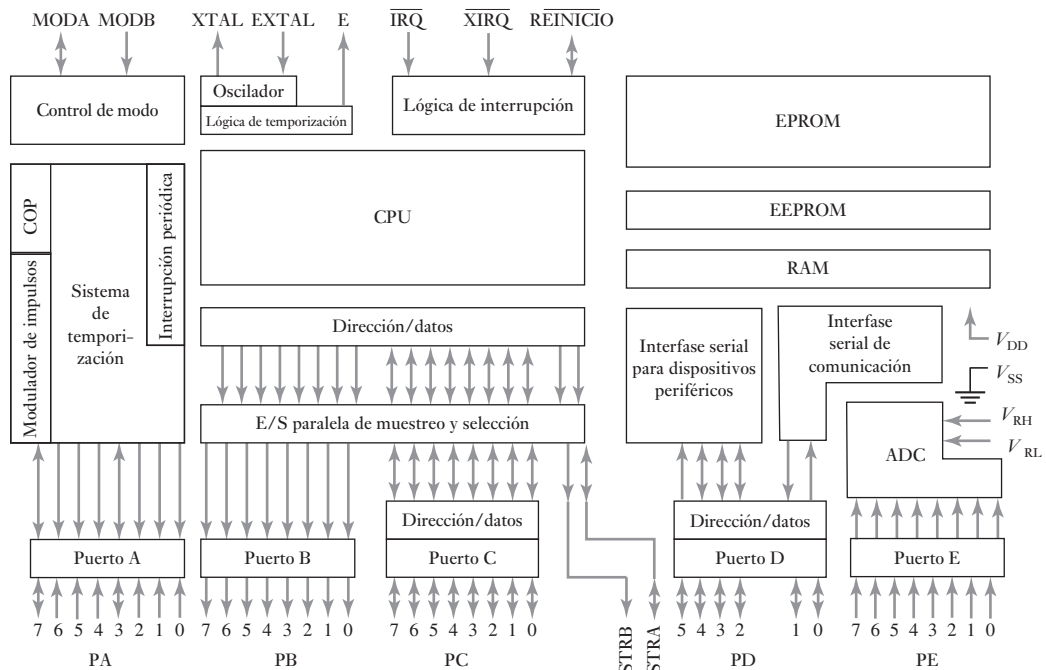 MODA MODB XTAL EXTAL E IRQ XIRQ REINICIO
Control de modo
Oscilador
Lógica de temporización
Lógica de interrupción
EPROM
COP
Interrupción periódica
CPU
EEPROM
RAM
Modulador de impulsos
Sistema
de
tempori-
zación
Dirección/datos
Interfase serial
para dispositivos
periféricos
Interfase
serial de
comunicación
VDD
VSS
E/S paralela de muestreo y selección
ADC
VRH
VRL
Dirección/datos
Dirección/datos
Puerto A
Puerto B
Puerto C
Puerto D
Puerto E
7 6 5 4 3 2 1 0
7 6 5 4 3 2 1 0
7 6 5 4 3 2 1 0
STRB
STRA
5 4 3 2 1 0
7 6 5 4 3 2 1 0
PA PB PC PD PE